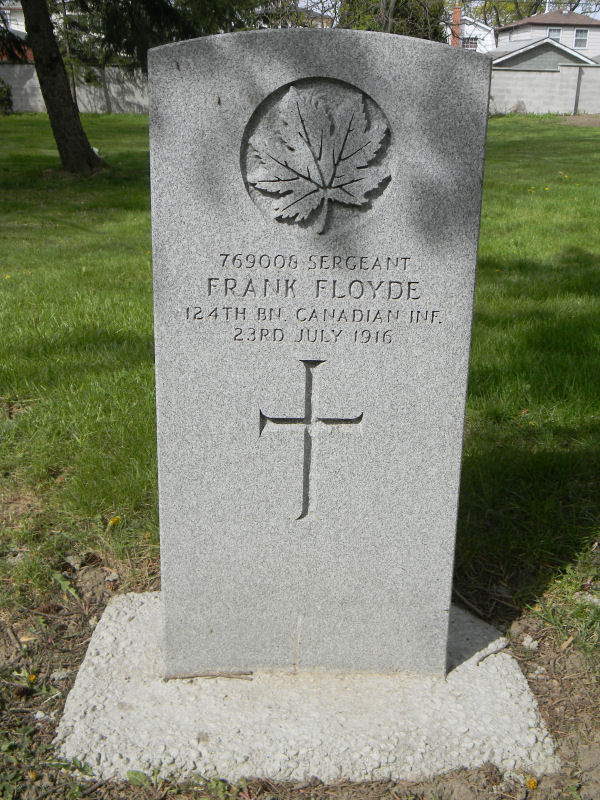 769008 SERGEANT
FRANK FLOYDE
124TH BN. CANADIAN INF.
23RD JULY 1916